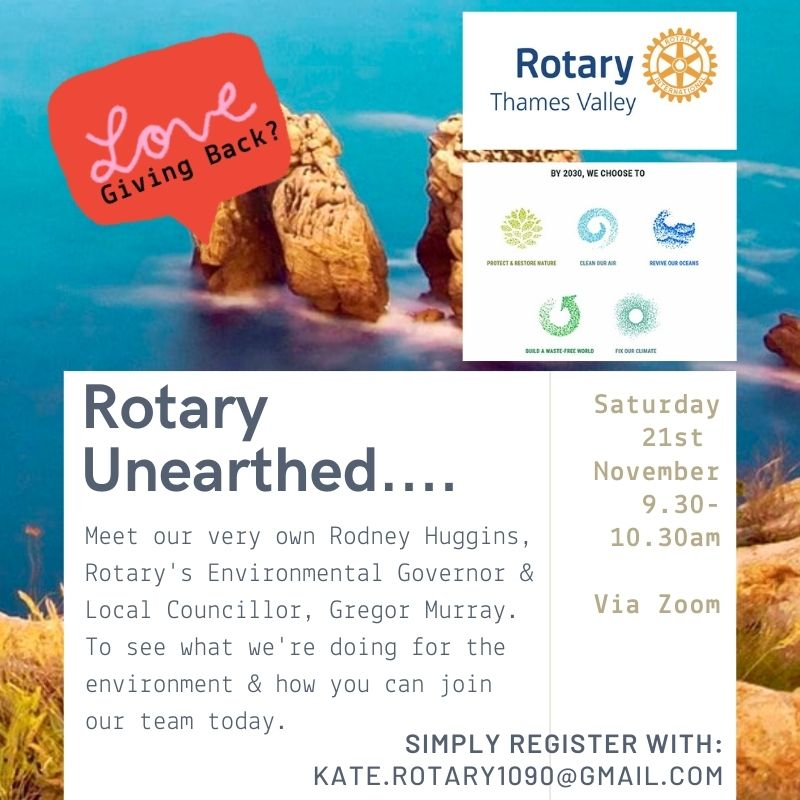 Love
Giving Back?
Rotary
Thames Valley
ROTARY
INTERNATIONAL
BY 2030, WE CHOOSE TO
PROTECT & RESTORE NATURE
CLEAN OUR AIR
REVIVE OUR OCEANS
BUILD A WASTE-FREE WORLD
FIX OUR CLIMATE
Rotary
Unearthed....
Meet our very own Rodney Huggins,
Rotary's Environmental Governor &
Local Councillor, Gregor Murray.
To see what we're doing for the
environment & how you can join
our team today.
Saturday
21st
November
9.30-
10.30am
Via Zoom
SIMPLY REGISTER WITH:
KATE.ROTARY1090@GMAIL.COM